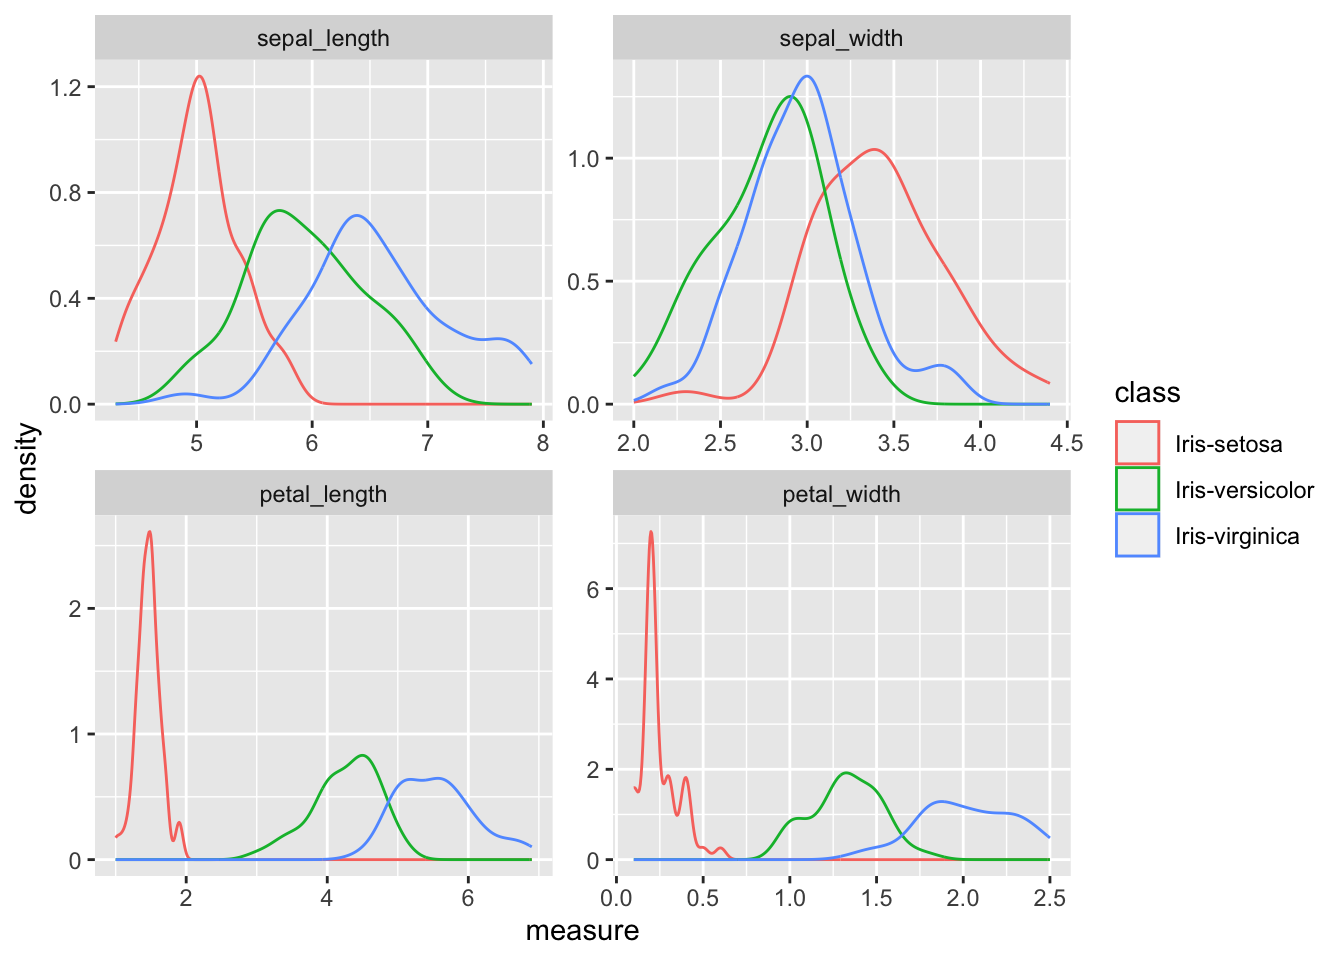 sepal_length
sepal_width
1.2
0.8
0.4
0.0
5 6 7 8
1.0
0.5
0.0
2.0 2.5 3.0 3.5 4.0 4.5
density
petal_length
petal_width
2
1
0
2 4 6
6
4
2
0
0.0 0.5 1.0 1.5 2.0 2.5
measure
class
Iris-setosa
Iris-versicolor
Iris-virginica